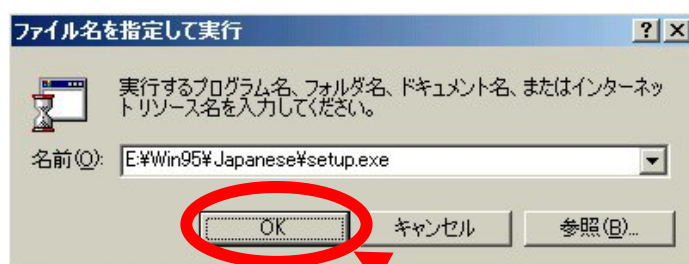 ファイル名を指定して実行
実行するプログラム名、フォルダ名、ドキュメント名、またはインターネッ
トリソース名を入力してください。
名前(O): E:¥Win95¥Japanese¥setup.exe
OK キャンセル 参照(B)...